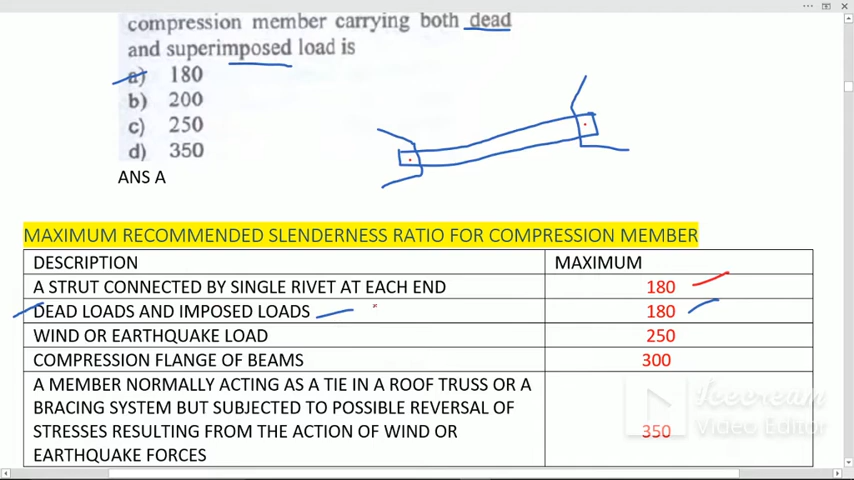 compression member carrying both dead
and superimposed load is
a) 180
b) 200
c) 250
d) 350
ANS A
MAXIMUM RECOMMENDED SLENDERNESS RATIO FOR COMPRESSION MEMBER
DESCRIPTION MAXIMUM
A STRUT CONNECTED BY SINGLE RIVET AT EACH END 180
DEAD LOADS AND IMPOSED LOADS 180
WIND OR EARTHQUAKE LOAD 250
COMPRESSION FLANGE OF BEAMS 300
A MEMBER NORMALLY ACTING AS A TIE IN A ROOF TRUSS OR A
BRACING SYSTEM BUT SUBJECTED TO POSSIBLE REVERSAL OF
STRESSES RESULTING FROM THE ACTION OF WIND OR 350
EARTHQUAKE FORCES
Icecream
Video Editor